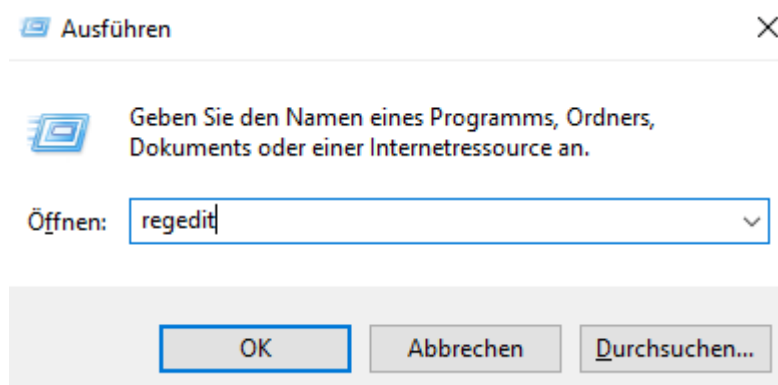 Ausführen
Geben Sie den Namen eines Programms, Ordners,
Dokuments oder einer Internetressource an.
Öffnen: regedit
OK Abbrechen Durchsuchen...